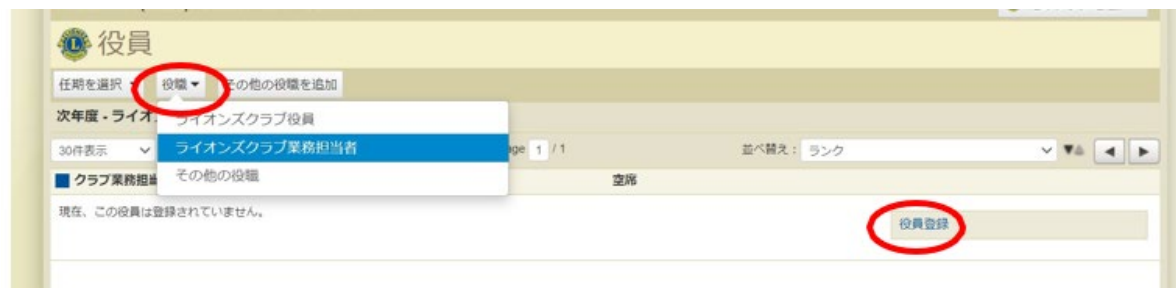 役員
任期を選択 役職▼ その他の役職を追加
次年度 - ライオ
ライオンズクラブ役員
ライオンズクラブ業務担当者
その他の役職
30件表示 age 1 / 1 並べ替え: ランク
クラブ業務担当 空席
現在、この役員は登録されていません。
役員登録